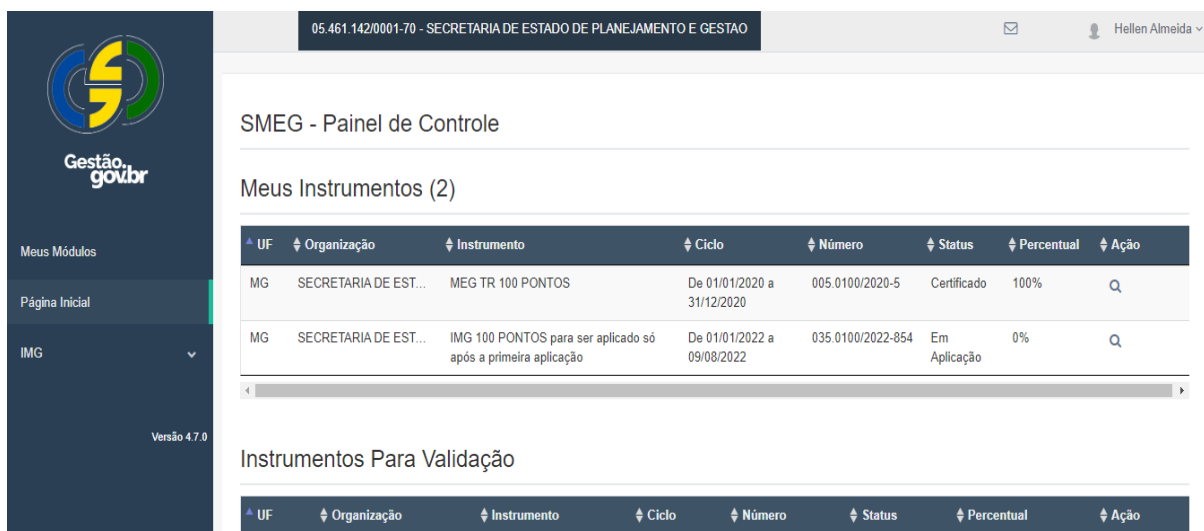 05.461.142/0001-70 - SECRETARIA DE ESTADO DE PLANEJAMENTO E GESTAO
Hellen Almeida
Gestão.
gov.br
Meus Módulos
Página Inicial
IMG
Versão 4.7.0
SMEG - Painel de Controle
Meus Instrumentos (2)
UF Organização Instrumento Ciclo Número Status Percentual Ação
MG SECRETARIA DE EST... MEG TR 100 PONTOS De 01/01/2020 a 005.0100/2020-5 Certificado 100%
31/12/2020
MG SECRETARIA DE EST... IMG 100 PONTOS para ser aplicado só De 01/01/2022 a 035.0100/2022-854 Em 0%
após a primeira aplicação 09/08/2022 Aplicação
Instrumentos Para Validação
UF Organização Instrumento Ciclo Número Status Percentual Ação